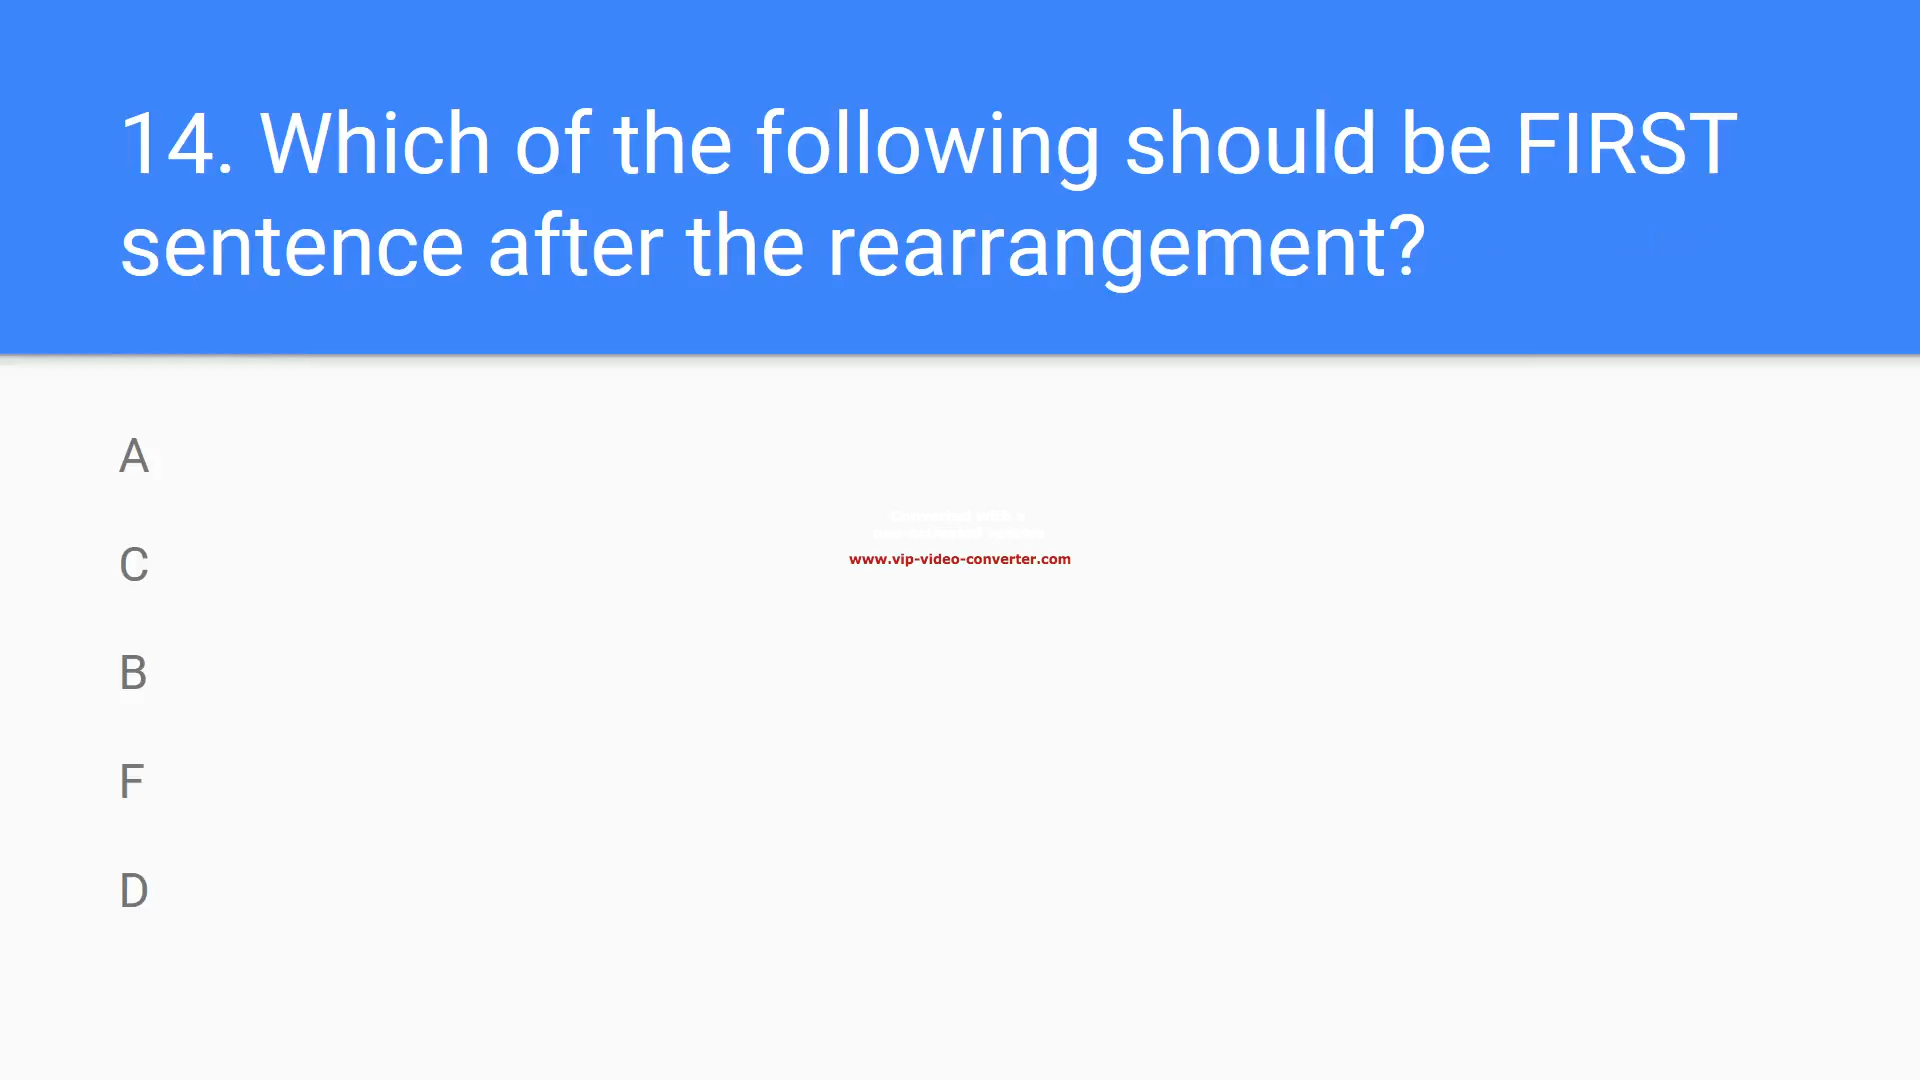 14. Which of the following should be FIRST
sentence after the rearrangement?
A
C
www.vip-video-converter.com
B
F
D